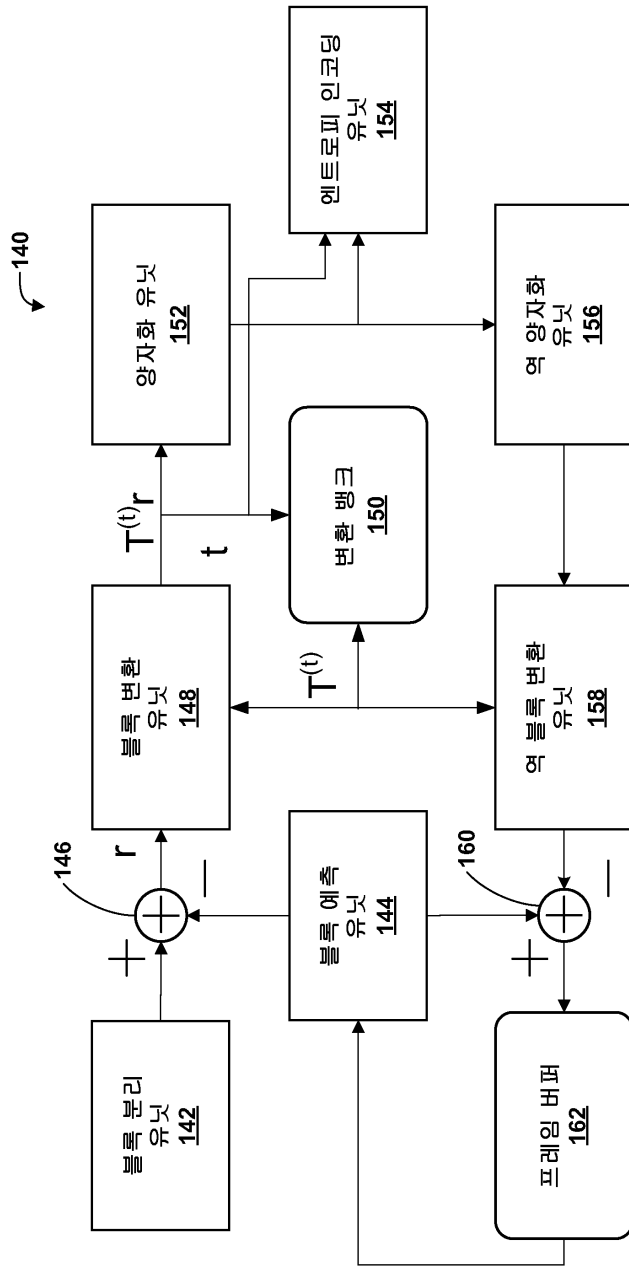 140
블록 분리
유닛
142
+
146
r
−
블록 변환
유닛
148
T(t)r
t
양자화 유닛
152
엔트로피 인코딩
유닛
154
블록 예측
유닛
144
T(t)
변환 뱅크
150
프레임 버퍼
162
+
160
−
역 블록 변환
유닛
158
역 양자화
유닛
156